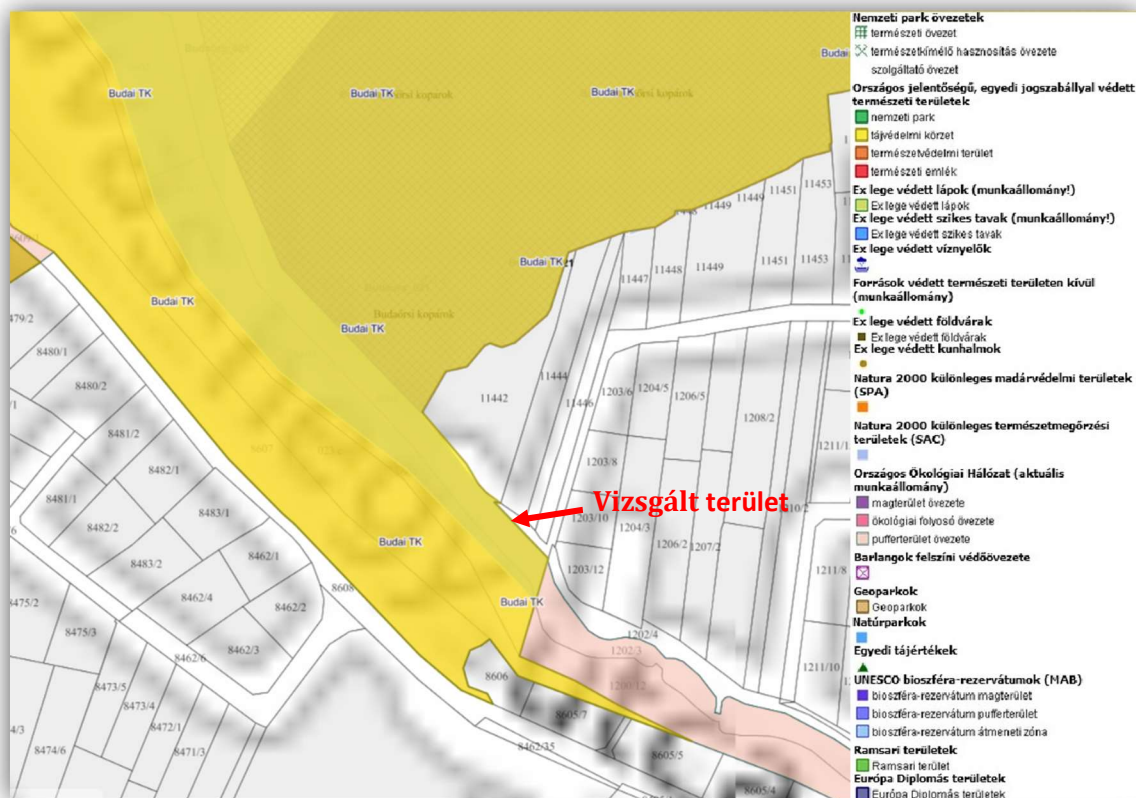 Budai TK
Budai TK
Budai TK
Budai
Budaörsi kopárok
11451
11453
11449
11449
Budai TK
11447
11448
11449
11451
11453
Budai TK
Budai TK
Budaörsi kopárok
479/2
8480/1
8480/2
11444
11442
11446
1203/6
1204/5
1206/5
1208/2
8481/2
8482/1
8607
1211/1
1203/8
8481/1
8483/1
Vizsgált terület
1203/10
1204/3
8482/2
8462/1
Budai TK
1206/2
1207/2
8483/2
1203/12
1211/8
8462/4
8608
8462/2
Budai TK
8475/2
8475/3
8462/3
1202/4
1202/3
8462/6
8606
1200/12
1211/10
8473/5
8473/4
8605/7
8472/1
8474/6
8471/3
8462/35
8605/5
8605/4
Nemzeti park övezetek
természeti övezet
természetkímélő hasznosítás övezete
szolgáltató övezet
Országos jelentőségű, egyedi jogszabállyal védett
természeti területek
nemzeti park
tájvédelmi körzet
természetvédelmi terület
természeti emlék
Ex lege védett lápok (munkaállomány!)
Ex lege védett lápok
Ex lege védett szikes tavak (munkaállomány!)
Ex lege védett szikes tavak
Ex lege védett víznyelők
Források védett természeti területen kívül
(munkaállomány)
Ex lege védett földvárak
Ex lege védett földvárak
Ex lege védett kunhalmok
Natura 2000 különleges madárvédelmi területek
(SPA)
Natura 2000 különleges természetmegőrzési
területek (SAC)
Országos Ökológiai Hálózat (aktuális
munkaállomány)
magterület övezete
ökológiai folyosó övezete
pufferterület övezete
Barlangok felszíni védőövezete
Geoparkok
Geoparkok
Natúrparkok
Egyedi tájértékek
UNESCO bioszféra-rezervátumok (MAB)
bioszféra-rezervátum magterület
bioszféra-rezervátum pufferterület
bioszféra-rezervátum átmeneti zóna
Ramsari területek
Ramsari terület
Európa Diplomás területek
Európa Diplomás területek